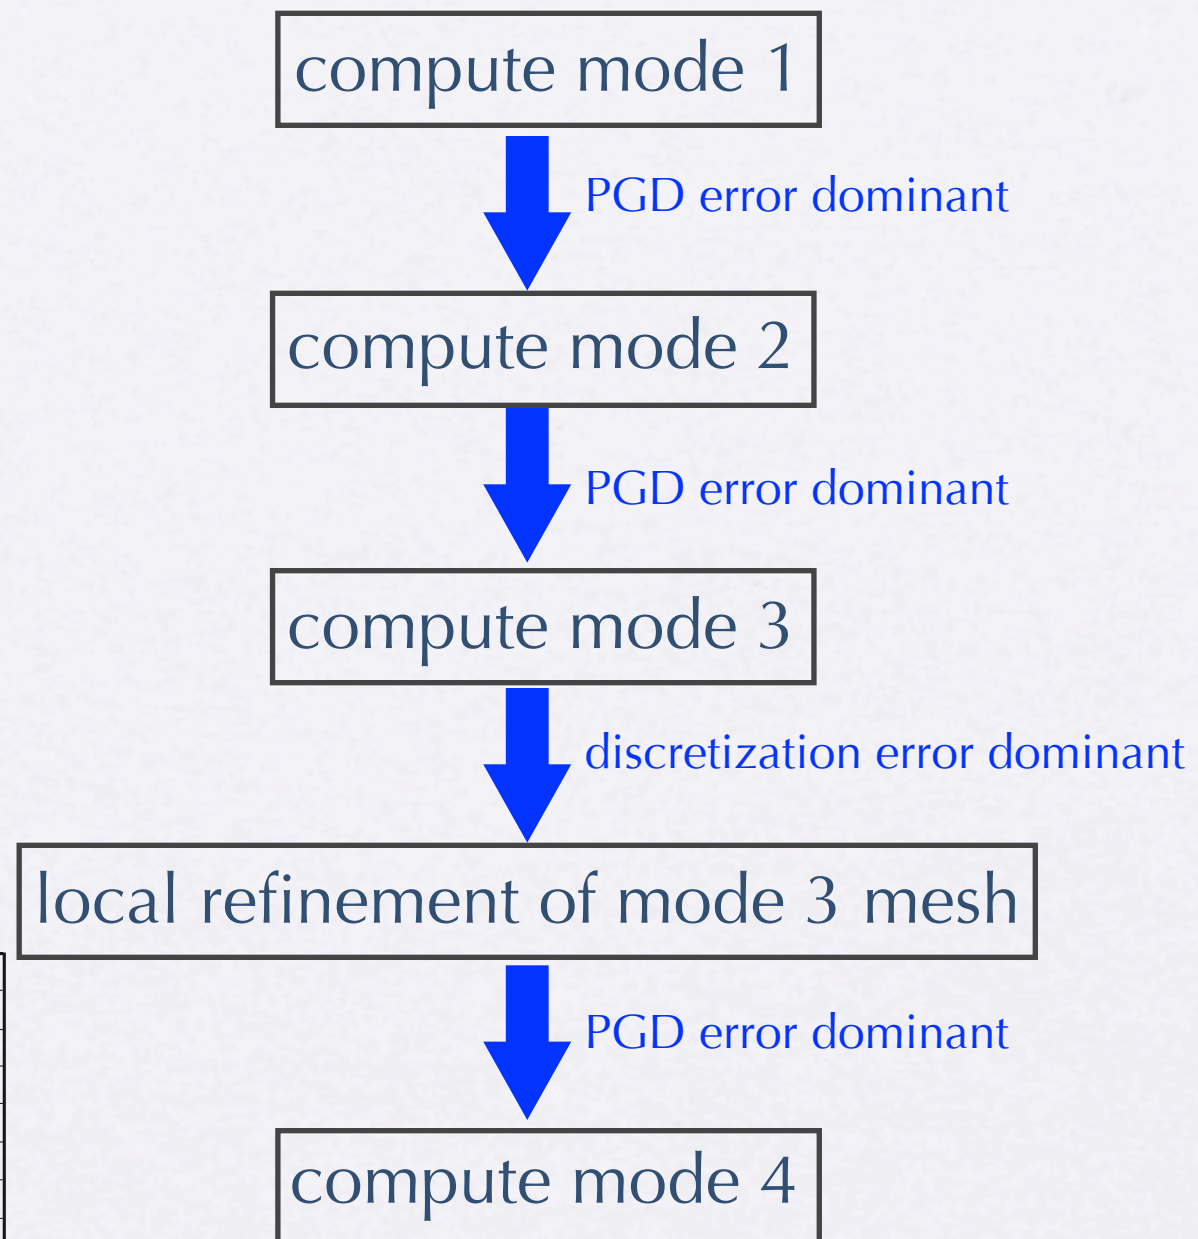 compute mode 1
PGD error dominant
compute mode 2
PGD error dominant
compute mode 3
discretization error dominant
local refinement of mode 3 mesh
PGD error dominant
compute mode 4